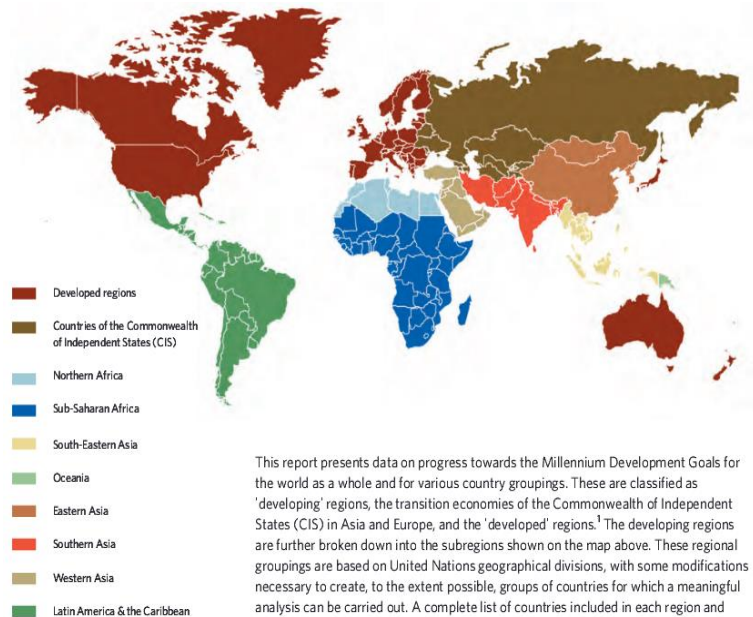 Developed regions
Countries of the Commonwealth
of Independent States (CIS)
Northern Africa
Sub-Saharan Africa
South-Eastern Asia
Oceania
Eastern Asia
Southern Asia
Western Asia
Latin America & the Caribbean
This report presents data on progress towards the Millennium Development Goals for
the world as a whole and for various country groupings. These are classified as
'developing' regions, the transition economies of the Commonwealth of Independent
States (CIS) in Asia and Europe, and the 'developed' regions.¹ The developing regions
are further broken down into the subregions shown on the map above. These regional
groupings are based on United Nations geographical divisions, with some modifications
necessary to create, to the extent possible, groups of countries for which a meaningful
analysis can be carried out. A complete list of countries included in each region and